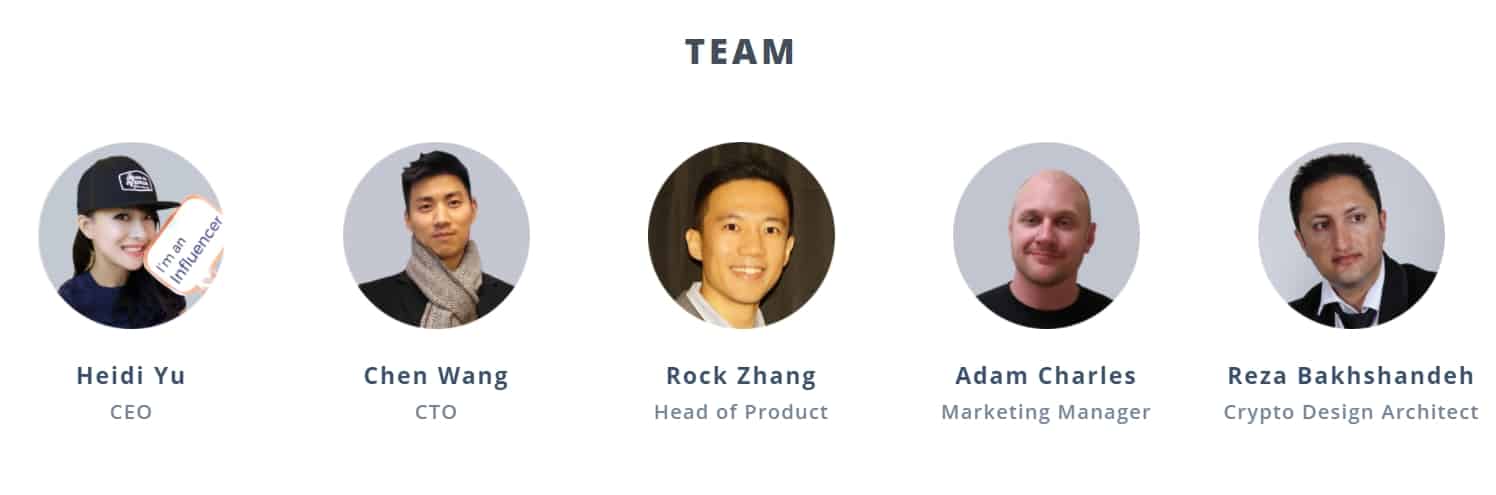 TEAM
I'm an
Influencer
Heidi Yu
Chen Wang
Rock Zhang
Adam Charles
Reza Bakhshandeh
CEO
CTO
Head of Product
Marketing Manager
Crypto Design Architect